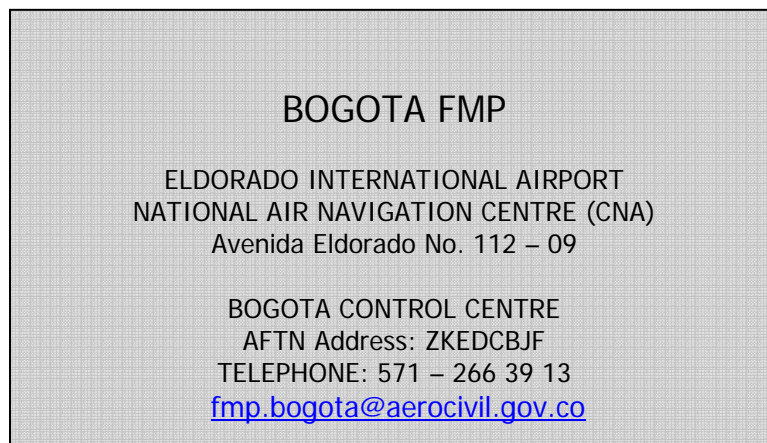 BOGOTA FMP
ELDORADO INTERNATIONAL AIRPORT
NATIONAL AIR NAVIGATION CENTRE (CNA)
Avenida Eldorado No. 112 – 09
BOGOTA CONTROL CENTRE
AFTN Address: ZKEDCBJF
TELEPHONE: 571 – 266 39 13
fmp.bogota@aerocivil.gov.co